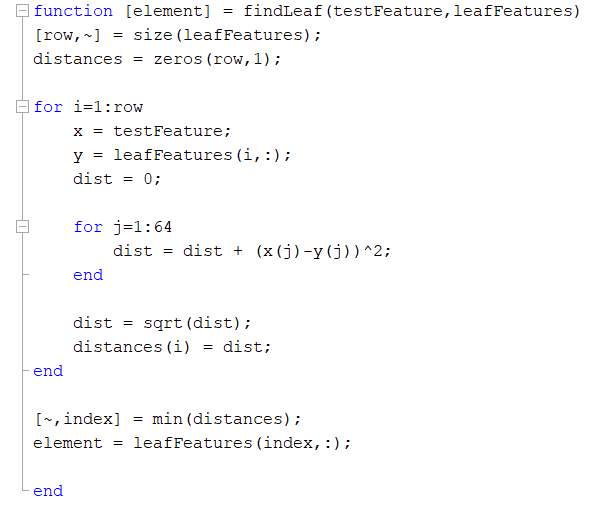 function [element] = findLeaf(testFeature,leafFeatures)
[row,~] = size(leafFeatures);
distances = zeros(row,1);
for i=1:row
x = testFeature;
y = leafFeatures(i,:);
dist = 0;
for j=1:64
dist = dist + (x(j)-y(j))^2;
end
dist = sqrt(dist);
distances(i) = dist;
end
[~,index] = min(distances);
element = leafFeatures(index,:);
end